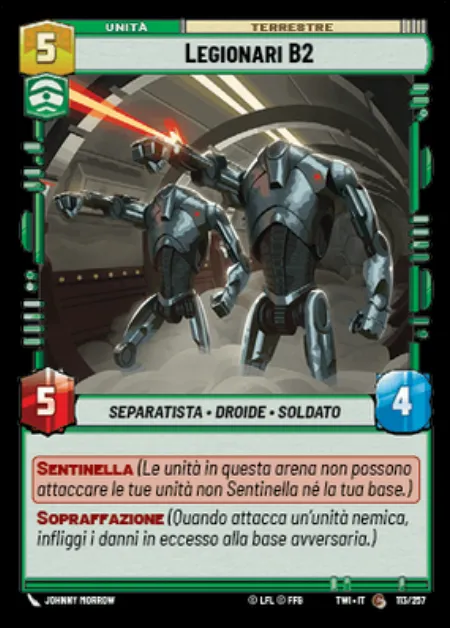 UNITÀ
TERRESTRE
5
LEGIONARI B2
5
SEPARATISTA • DROIDE • SOLDATO
4
SENTINELLA (Le unità in questa arena non possono
attaccare le tue unità non Sentinella né la tua base.)
SOPRAFFAZIONE (Quando attacca un'unità nemica,
infliggi i danni in eccesso alla base avversaria.)
JOHNNY MORROW
© LFL © FFG
TWI • IT
113/257